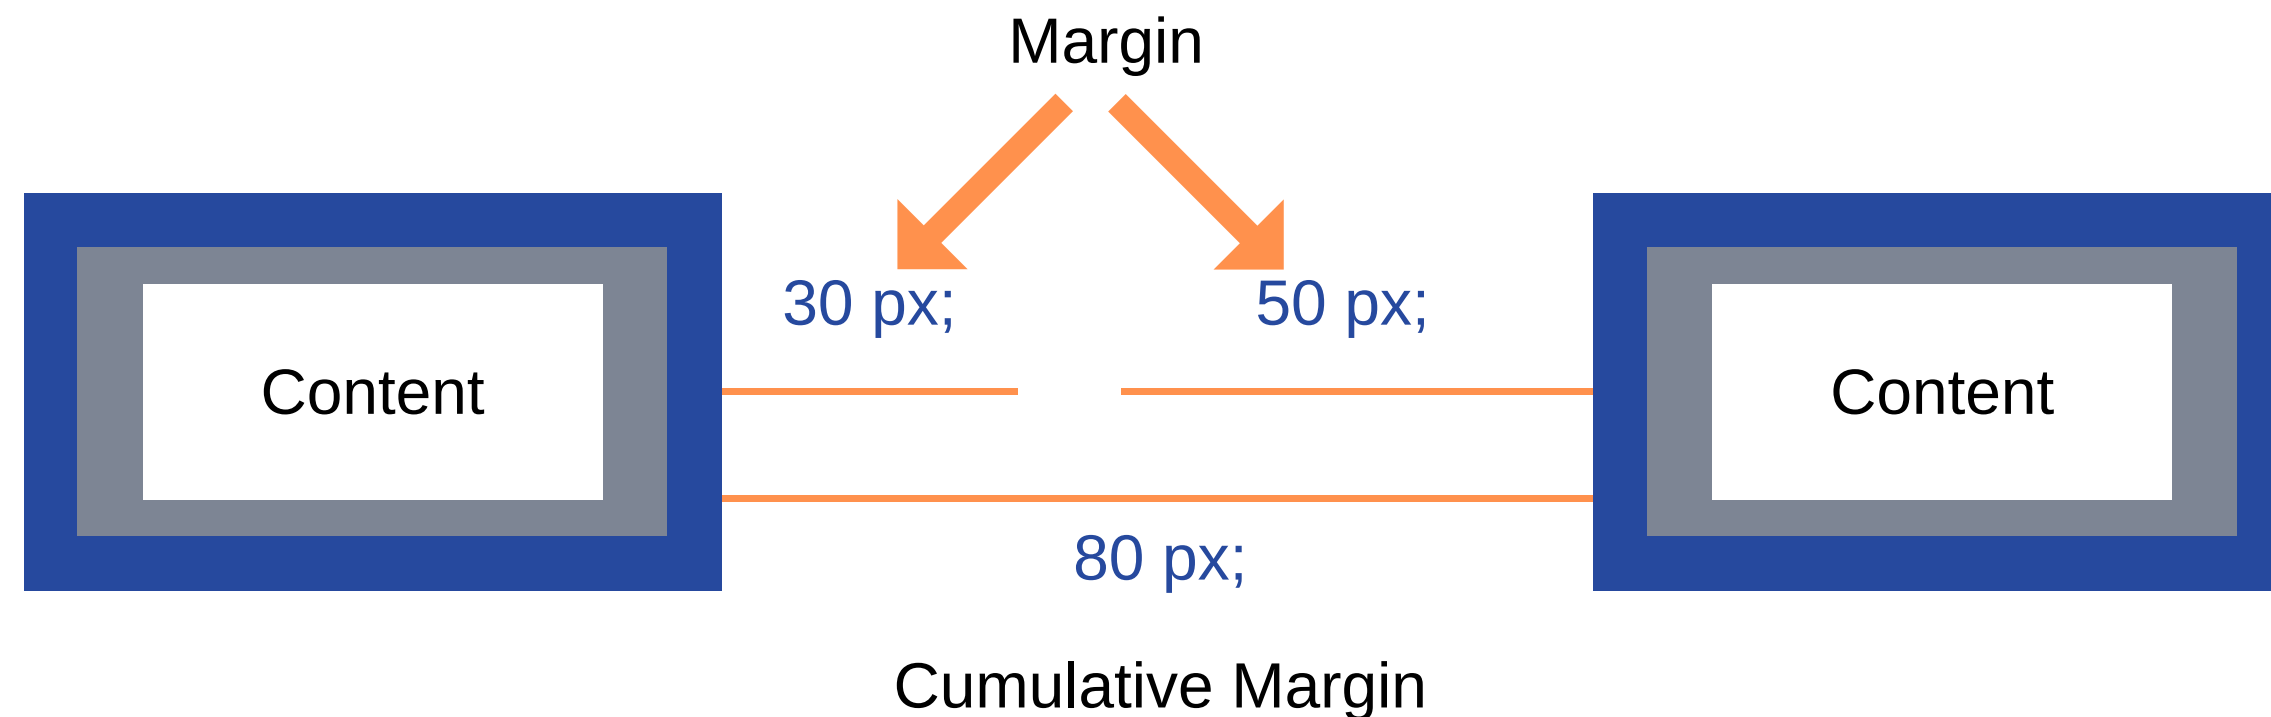 Margin
30 px;
50 px;
Content
Content
80 px;
Cumulative Margin